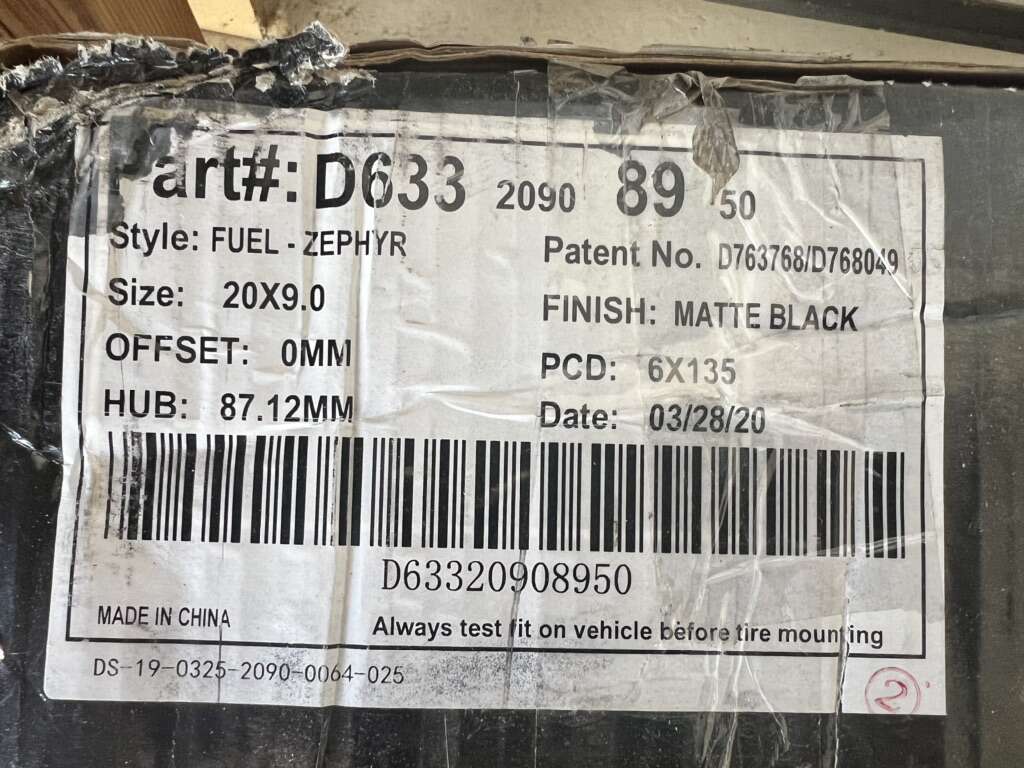 Part#: D633 2090 89 50
Style: FUEL - ZEPHYR
Patent No. D763768/D768049
Size: 20X9.0
FINISH: MATTE BLACK
OFFSET: 0MM
PCD: 6X135
HUB: 87.12MM
Date: 03/28/20
D63320908950
MADE IN CHINA
Always test fit on vehicle before tire mounting
DS-19-0325-2090-0064-025
2